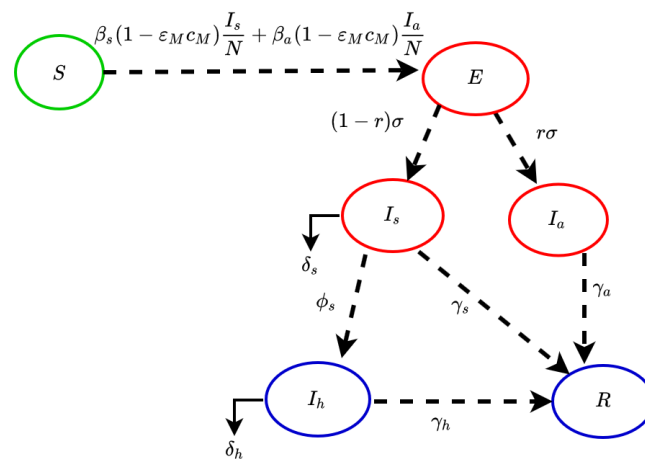 β_s(1 − ε_M c_M) I_s/N + β_a(1 − ε_M c_M) I_a/N
S
E
(1 − r)σ
rσ
I_s
I_a
δ_s
ϕ_s
γ_s
γ_a
I_h
R
γ_h
δ_h